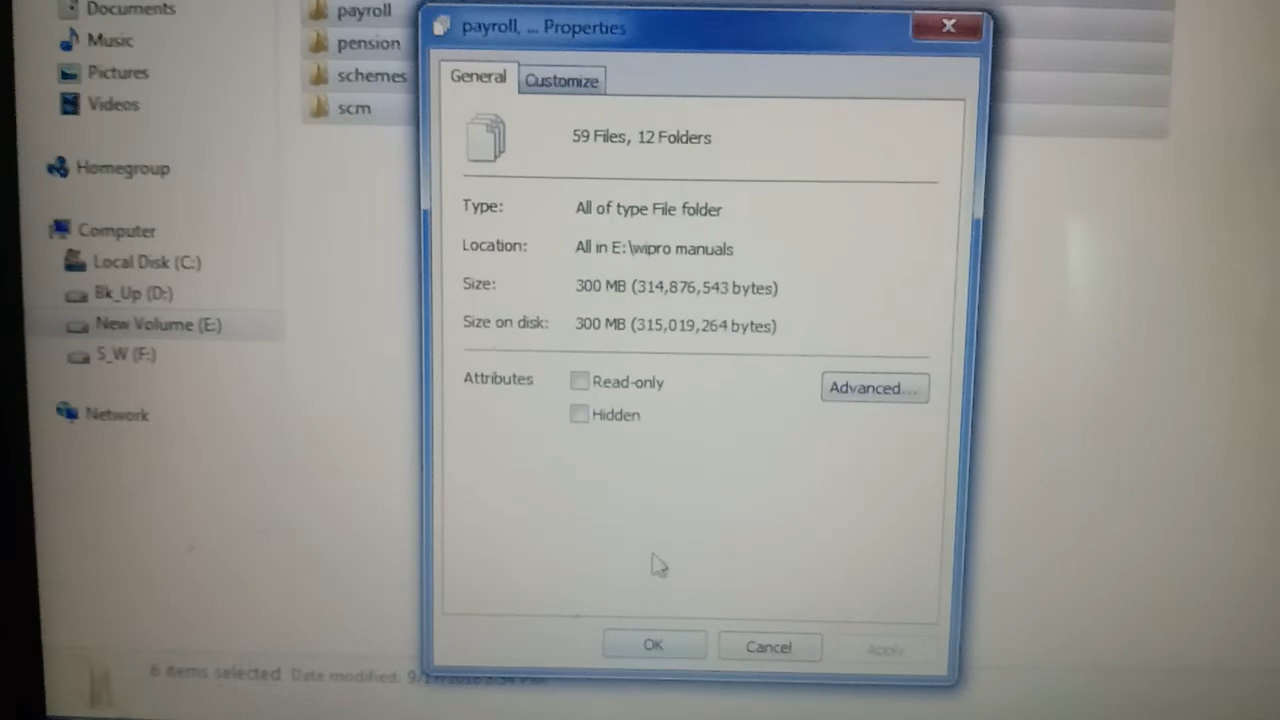 Documents
Music
Pictures
Videos
Homegroup
Computer
Local Disk (C:)
Bk_Up (D:)
New Volume (E:)
S_W (F:)
Network
payroll
pension
schemes
scm
payroll, ... Properties
General
Customize
59 Files, 12 Folders
Type: All of type File folder
Location: All in E:\wipro manuals
Size: 300 MB (314,876,543 bytes)
Size on disk: 300 MB (315,019,264 bytes)
Attributes Read-only Advanced...
Hidden
OK Cancel Apply
6 items selected Date modified: